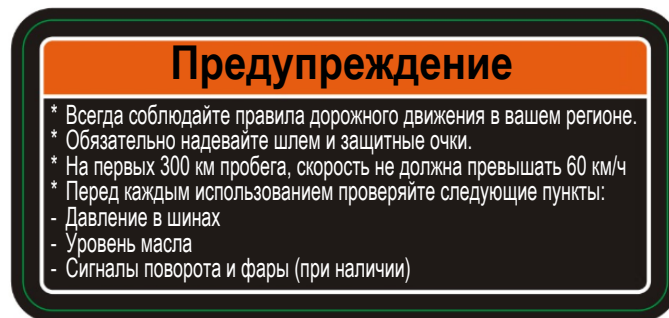 Предупреждение
* Всегда соблюдайте правила дорожного движения в вашем регионе.
* Обязательно надевайте шлем и защитные очки.
* На первых 300 км пробега, скорость не должна превышать 60 км/ч
* Перед каждым использованием проверяйте следующие пункты:
- Давление в шинах
- Уровень масла
- Сигналы поворота и фары (при наличии)